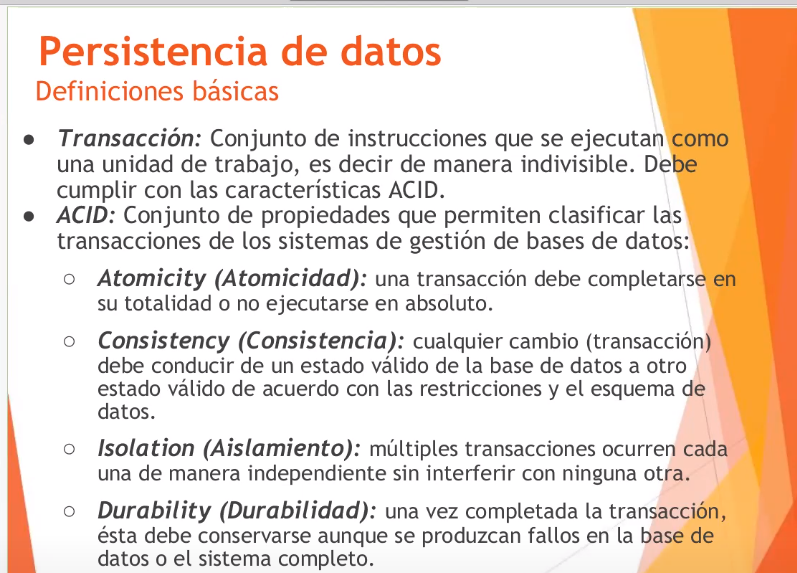 Persistencia de datos
Definiciones básicas
● Transacción: Conjunto de instrucciones que se ejecutan como
una unidad de trabajo, es decir de manera indivisible. Debe
cumplir con las características ACID.
● ACID: Conjunto de propiedades que permiten clasificar las
transacciones de los sistemas de gestión de bases de datos:
○ Atomicity (Atomicidad): una transacción debe completarse en
su totalidad o no ejecutarse en absoluto.
○ Consistency (Consistencia): cualquier cambio (transacción)
debe conducir de un estado válido de la base de datos a otro
estado válido de acuerdo con las restricciones y el esquema de
datos.
○ Isolation (Aislamiento): múltiples transacciones ocurren cada
una de manera independiente sin interferir con ninguna otra.
○ Durability (Durabilidad): una vez completada la transacción,
ésta debe conservarse aunque se produzcan fallos en la base de
datos o el sistema completo.